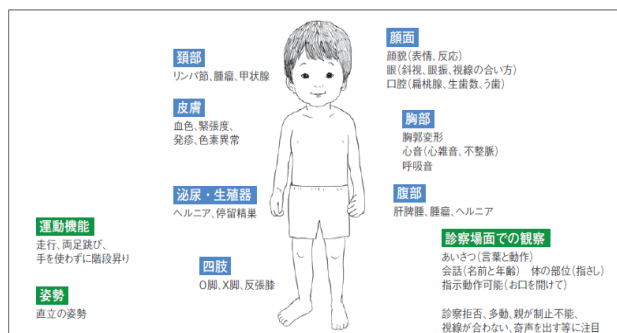 頚部
リンパ節、腫瘤、甲状腺
皮膚
血色、緊張度、
発疹、色素異常
泌尿・生殖器
ヘルニア、停留精巣
運動機能
走行、両足跳び、
手を使わずに階段昇り
四肢
O脚、X脚、反張膝
姿勢
直立の姿勢
顔面
顔貌(表情、反応)
眼(斜視、眼振、視線の合い方)
口腔(扁桃腺、生歯数、う歯)
胸部
胸郭変形
心音(心雑音、不整脈)
呼吸音
腹部
肝脾腫、腫瘤、ヘルニア
診察場面での観察
あいさつ(言葉と動作)
会話(名前と年齢) 体の部位(指さし)
指示動作可能(お口を開けて)
診察拒否、多動、親が制止不能、
視線が合わない、奇声を出す等に注目